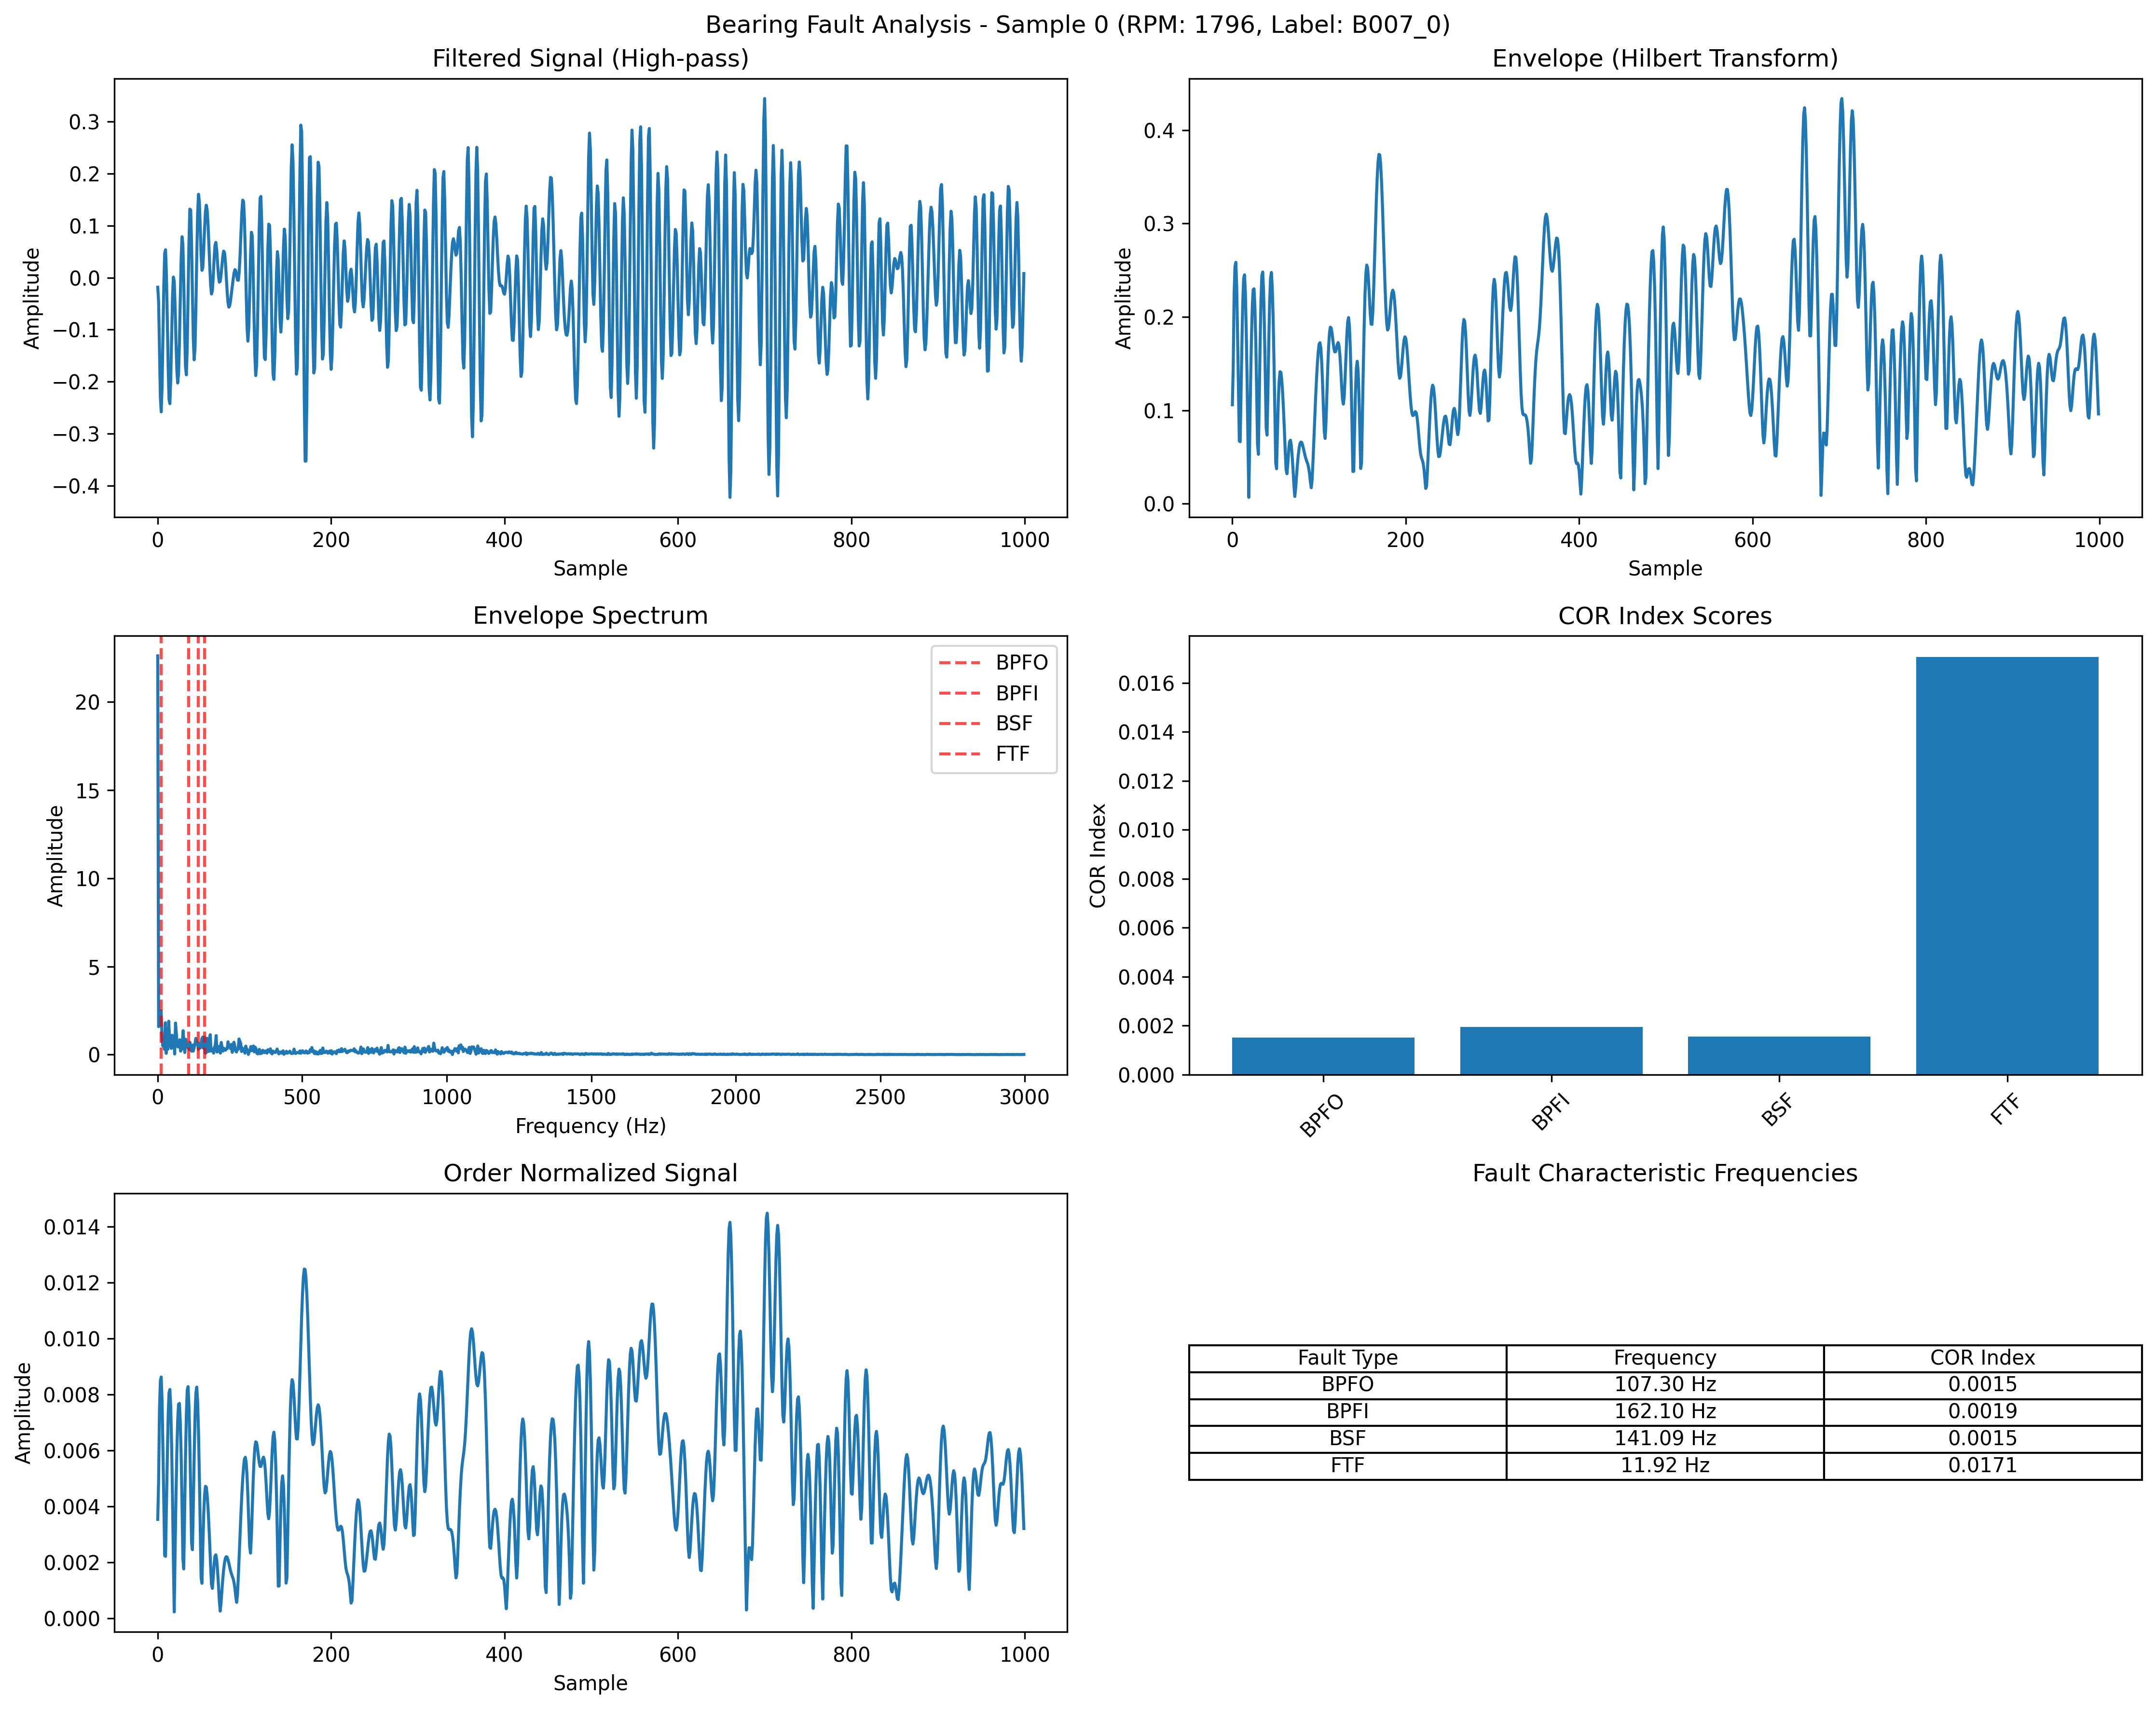 Bearing Fault Analysis - Sample 0 (RPM: 1796, Label: B007_0)
Filtered Signal (High-pass)
0.3
0.2
0.1
0.0
−0.1
−0.2
−0.3
−0.4
Amplitude
0
200
400
600
800
1000
Sample
Envelope (Hilbert Transform)
0.4
0.3
0.2
0.1
0.0
Amplitude
0
200
400
600
800
1000
Sample
Envelope Spectrum
20
15
10
5
0
Amplitude
BPFO
BPFI
BSF
FTF
0
500
1000
1500
2000
2500
3000
Frequency (Hz)
COR Index Scores
0.016
0.014
0.012
0.010
0.008
0.006
0.004
0.002
0.000
COR Index
BPFO
BPFI
BSF
FTF
Order Normalized Signal
0.014
0.012
0.010
0.008
0.006
0.004
0.002
0.000
Amplitude
0
200
400
600
800
1000
Sample
Fault Characteristic Frequencies
Fault Type Frequency COR Index
BPFO 107.30 Hz 0.0015
BPFI 162.10 Hz 0.0019
BSF 141.09 Hz 0.0015
FTF 11.92 Hz 0.0171